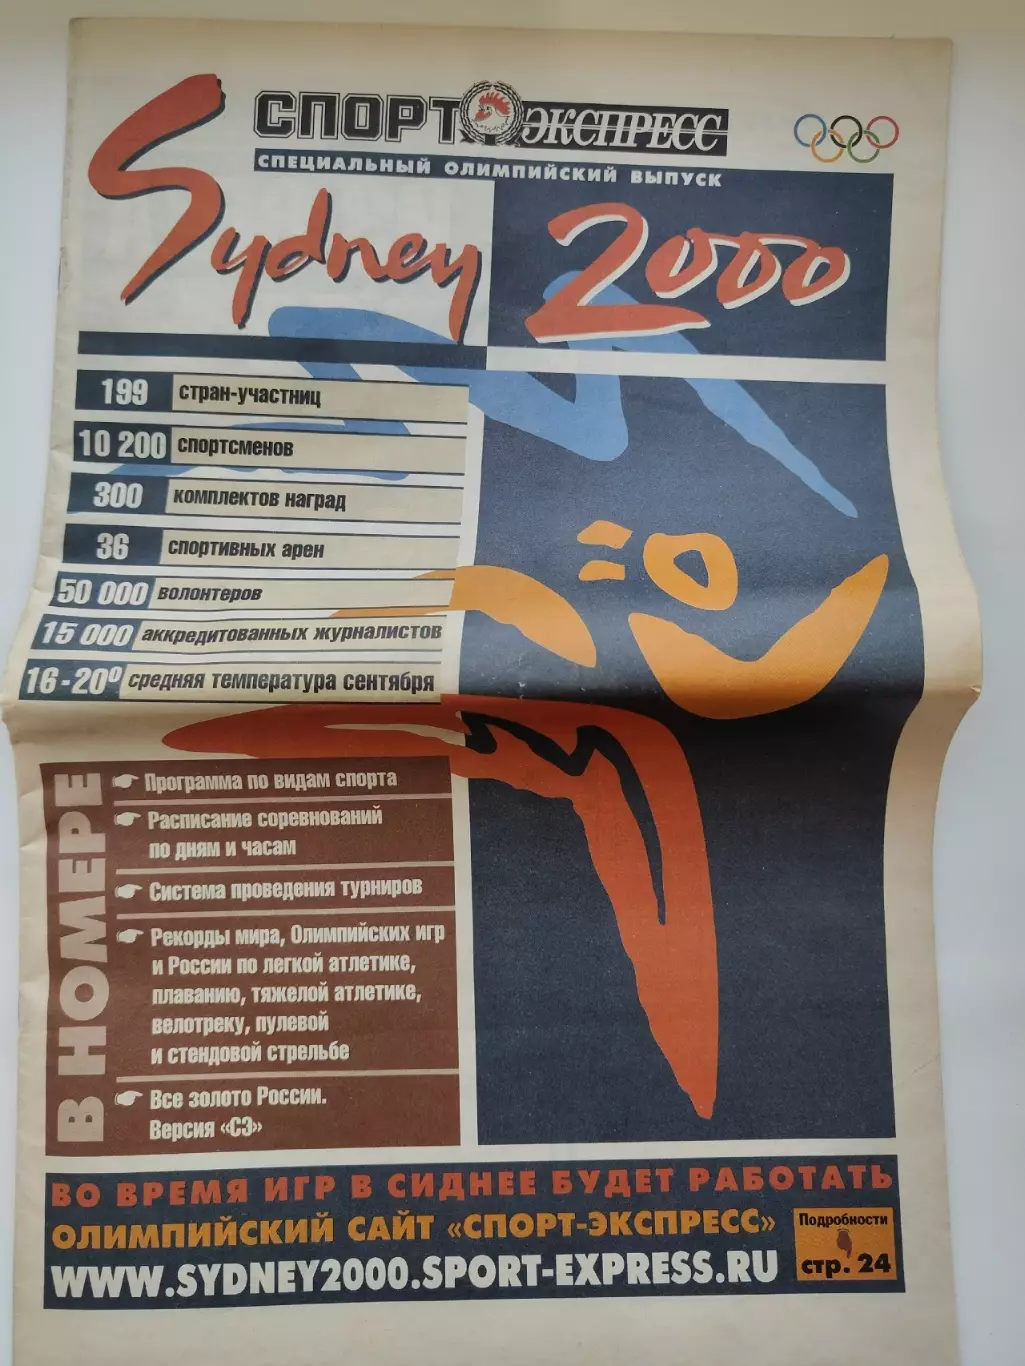 СПОРТ ЭКСПРЕСС
СПЕЦИАЛЬНЫЙ ОЛИМПИЙСКИЙ ВЫПУСК
Sydney 2000
199 стран-участниц
10 200 спортсменов
300 комплектов наград
36 спортивных арен
50 000 волонтеров
15 000 аккредитованных журналистов
16-20° средняя температура сентября
В НОМЕРЕ
Программа по видам спорта
Расписание соревнований
по дням и часам
Система проведения турниров
Рекорды мира, Олимпийских игр
и России по легкой атлетике,
плаванию, тяжелой атлетике,
велотреку, пулевой
и стендовой стрельбе
Все золото России.
Версия «СЭ»
ВО ВРЕМЯ ИГР В СИДНЕЕ БУДЕТ РАБОТАТЬ
ОЛИМПИЙСКИЙ САЙТ «СПОРТ-ЭКСПРЕСС»
WWW.SYDNEY2000.SPORT-EXPRESS.RU
Подробности
стр. 24